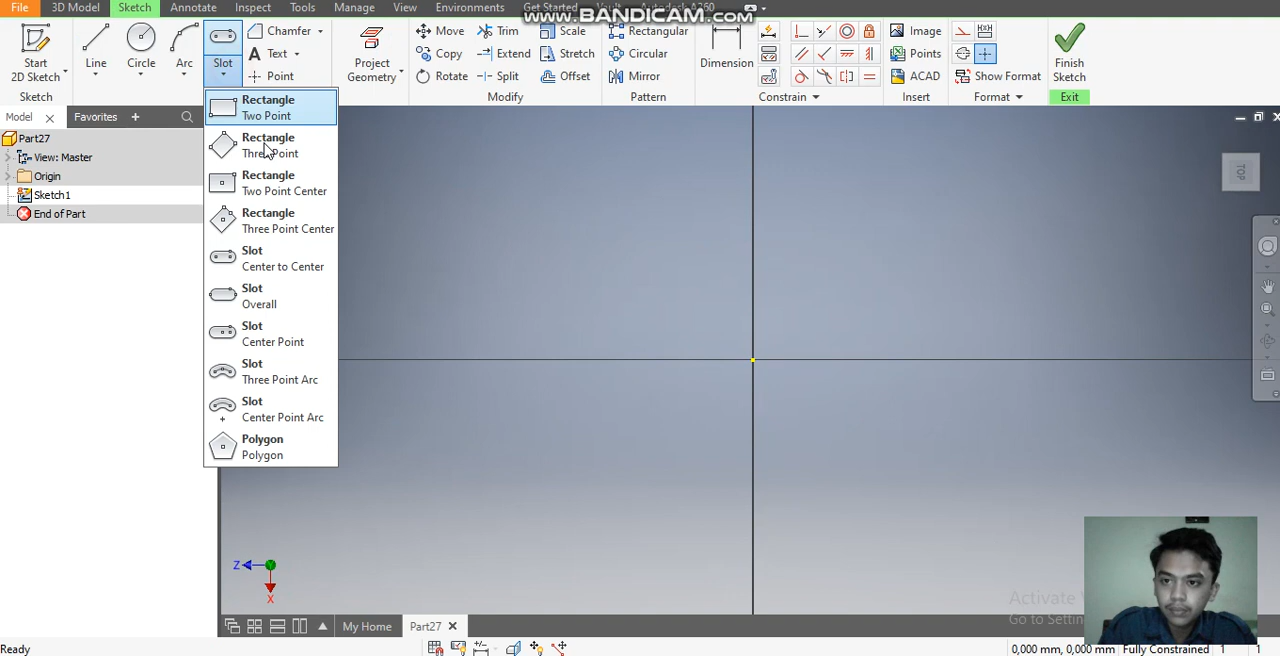 File 3D Model Sketch Annotate Inspect Tools Manage View Environments Get Started Vault Autodesk A360
www.BANDICAM.com
Start
2D Sketch
Line
Circle
Arc
Slot
Chamfer
Text
Point
Project
Geometry
Move
Copy
Rotate
Trim
Extend
Split
Scale
Stretch
Offset
Rectangular
Circular
Mirror
Dimension
Image
Points
ACAD
Show Format
Finish
Sketch
Sketch
Modify
Pattern
Constrain
Insert
Format
Exit
Model
Favorites
Part27
View: Master
Origin
Sketch1
End of Part
Rectangle
Two Point
Rectangle
Three Point
Rectangle
Two Point Center
Rectangle
Three Point Center
Slot
Center to Center
Slot
Overall
Slot
Center Point
Slot
Three Point Arc
Slot
Center Point Arc
Polygon
Polygon
TOP
Z
X
Activate
Go to Settin
My Home
Part27
Ready
0,000 mm, 0,000 mm Fully Constrained 1 1